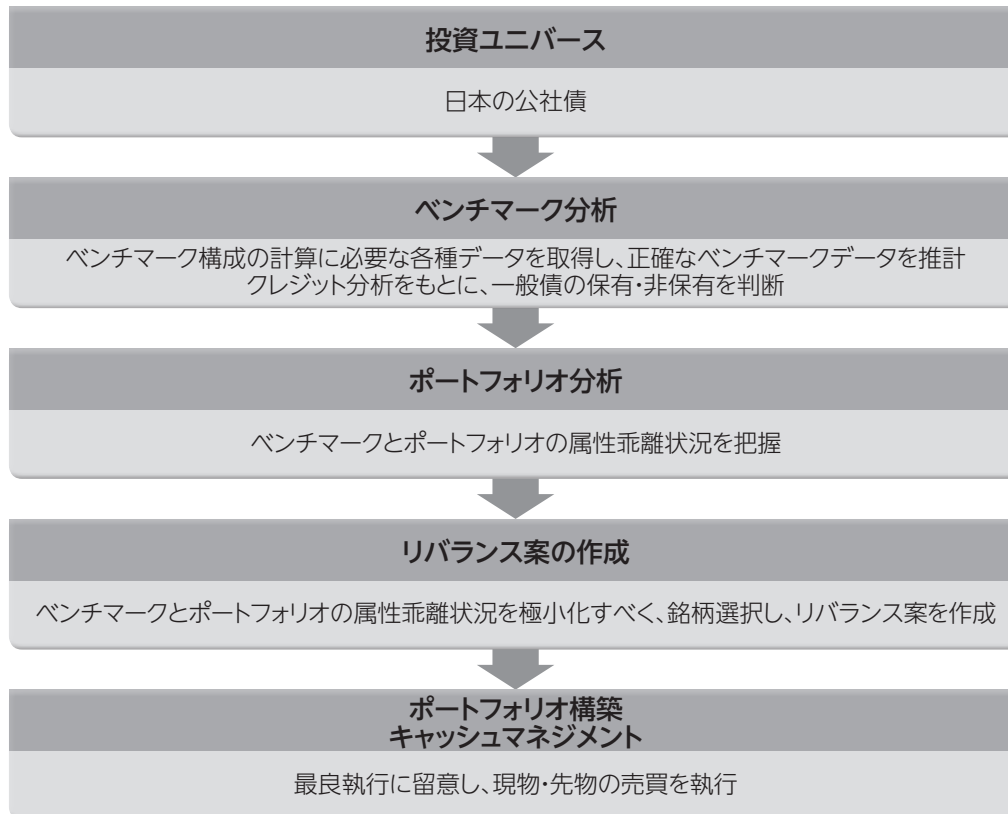 投資ユニバース
日本の公社債
ベンチマーク分析
ベンチマーク構成の計算に必要な各種データを取得し、正確なベンチマークデータを推計
クレジット分析をもとに、一般債の保有・非保有を判断
ポートフォリオ分析
ベンチマークとポートフォリオの属性乖離状況を把握
リバランス案の作成
ベンチマークとポートフォリオの属性乖離状況を極小化すべく、銘柄選択し、リバランス案を作成
ポートフォリオ構築
キャッシュマネジメント
最良執行に留意し、現物・先物の売買を執行